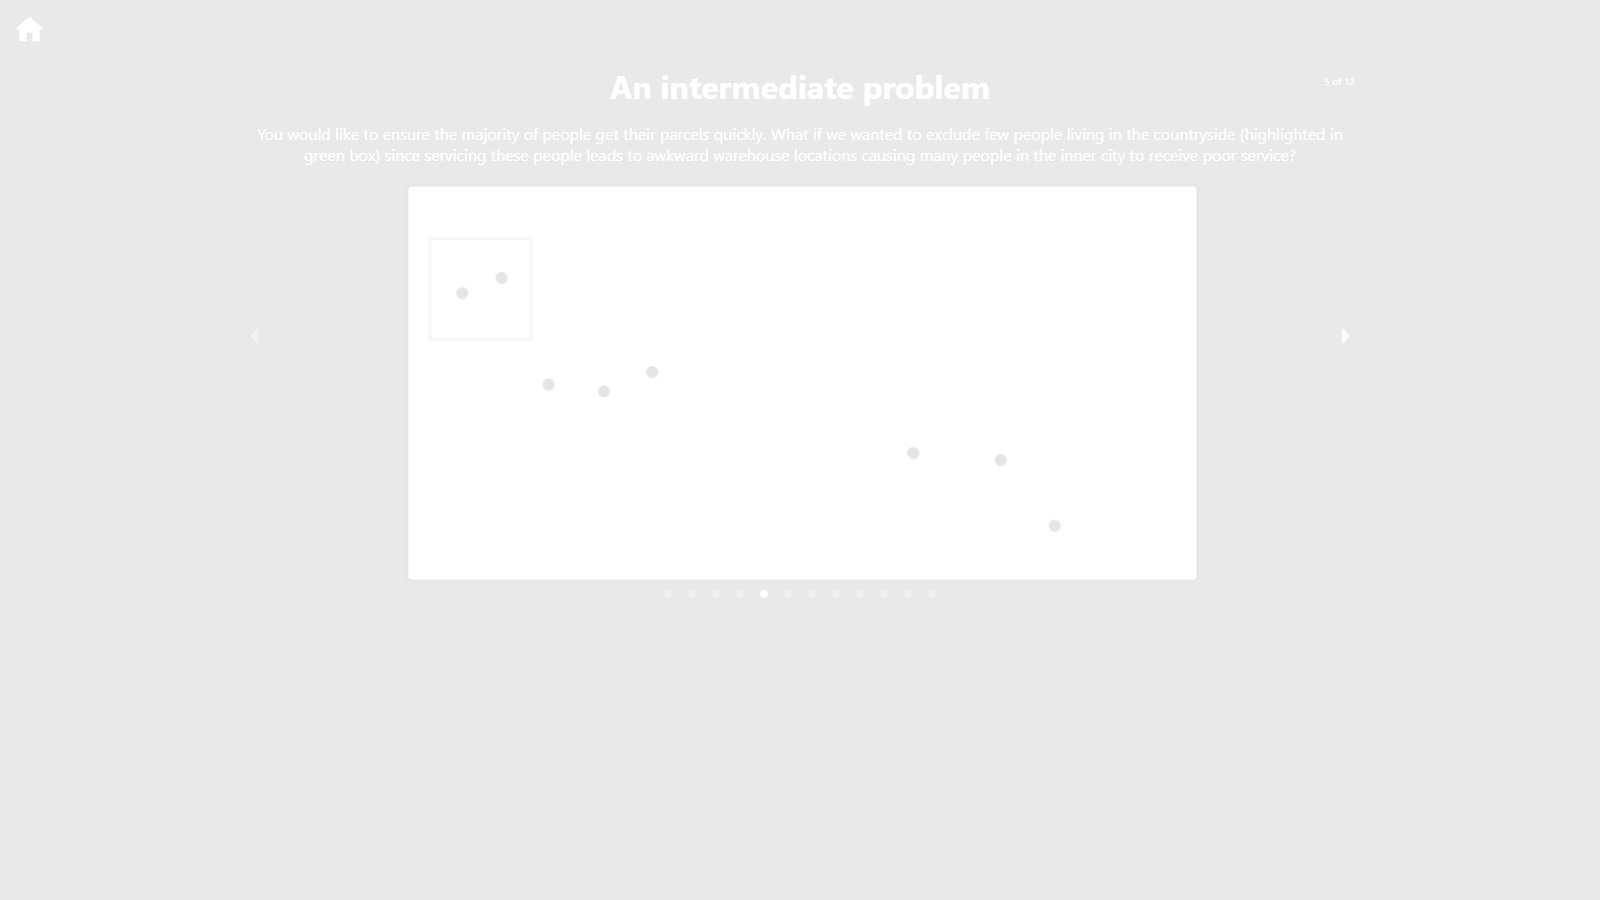 5 of 12
An intermediate problem
You would like to ensure the majority of people get their parcels quickly. What if we wanted to exclude few people living in the countryside (highlighted in
green box) since servicing these people leads to awkward warehouse locations causing many people in the inner city to receive poor service?